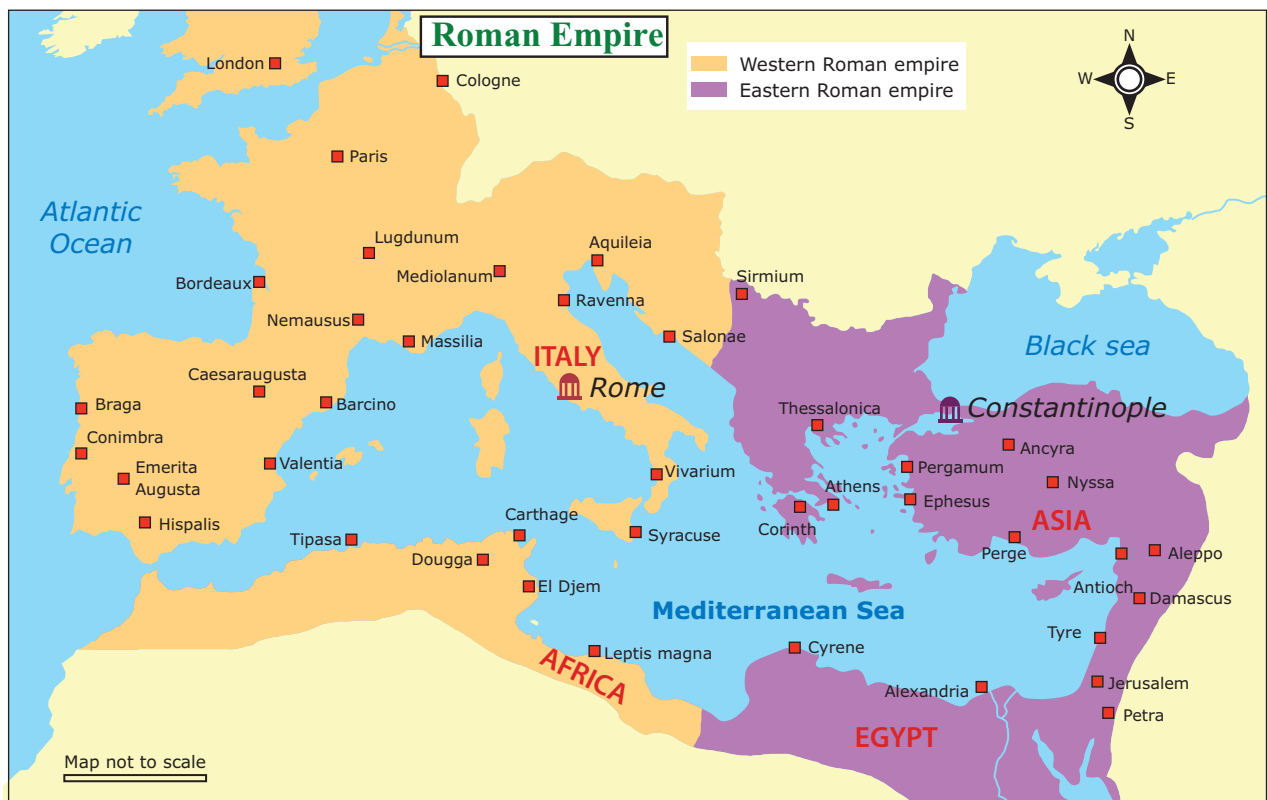 Roman Empire
Western Roman empire
Eastern Roman empire
N
W
E
S
London
Cologne
Paris
Atlantic
Ocean
Lugdunum
Aquileia
Mediolanum
Bordeaux
Sirmium
Ravenna
Nemausus
Massilia
Salonae
Black sea
ITALY
Rome
Caesaraugusta
Braga
Barcino
Thessalonica
Constantinople
Conimbra
Ancyra
Valentia
Emerita
Augusta
Vivarium
Pergamum
Nyssa
Athens
Ephesus
Hispalis
Carthage
Corinth
ASIA
Tipasa
Syracuse
Dougga
Perge
Aleppo
El Djem
Antioch
Damascus
Mediterranean Sea
Tyre
Leptis magna
Cyrene
AFRICA
Alexandria
Jerusalem
Petra
EGYPT
Map not to scale